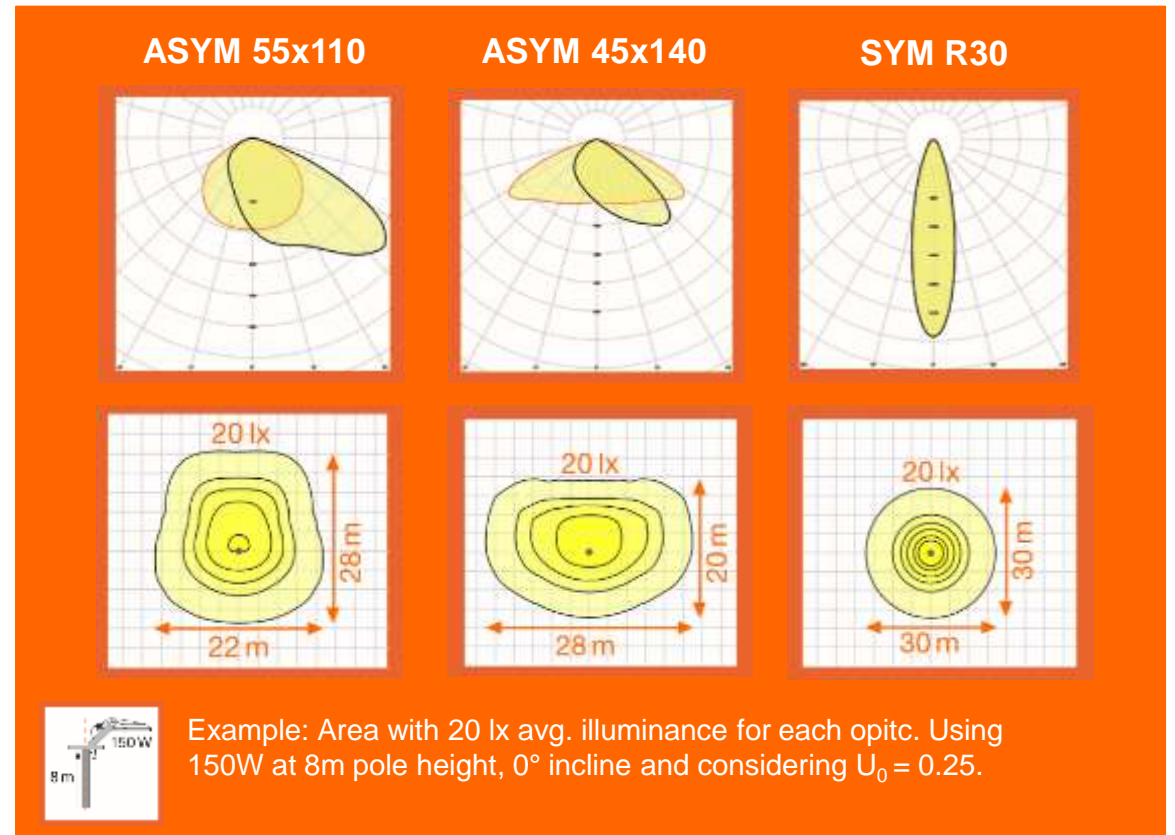 ASYM 55x110
ASYM 45x140
SYM R30
20 lx
28 m
22 m
20 lx
20 m
28 m
20 lx
30 m
30 m
150W
8m
Example: Area with 20 lx avg. illuminance for each opitc. Using
150W at 8m pole height, 0° incline and considering U₀ = 0.25.